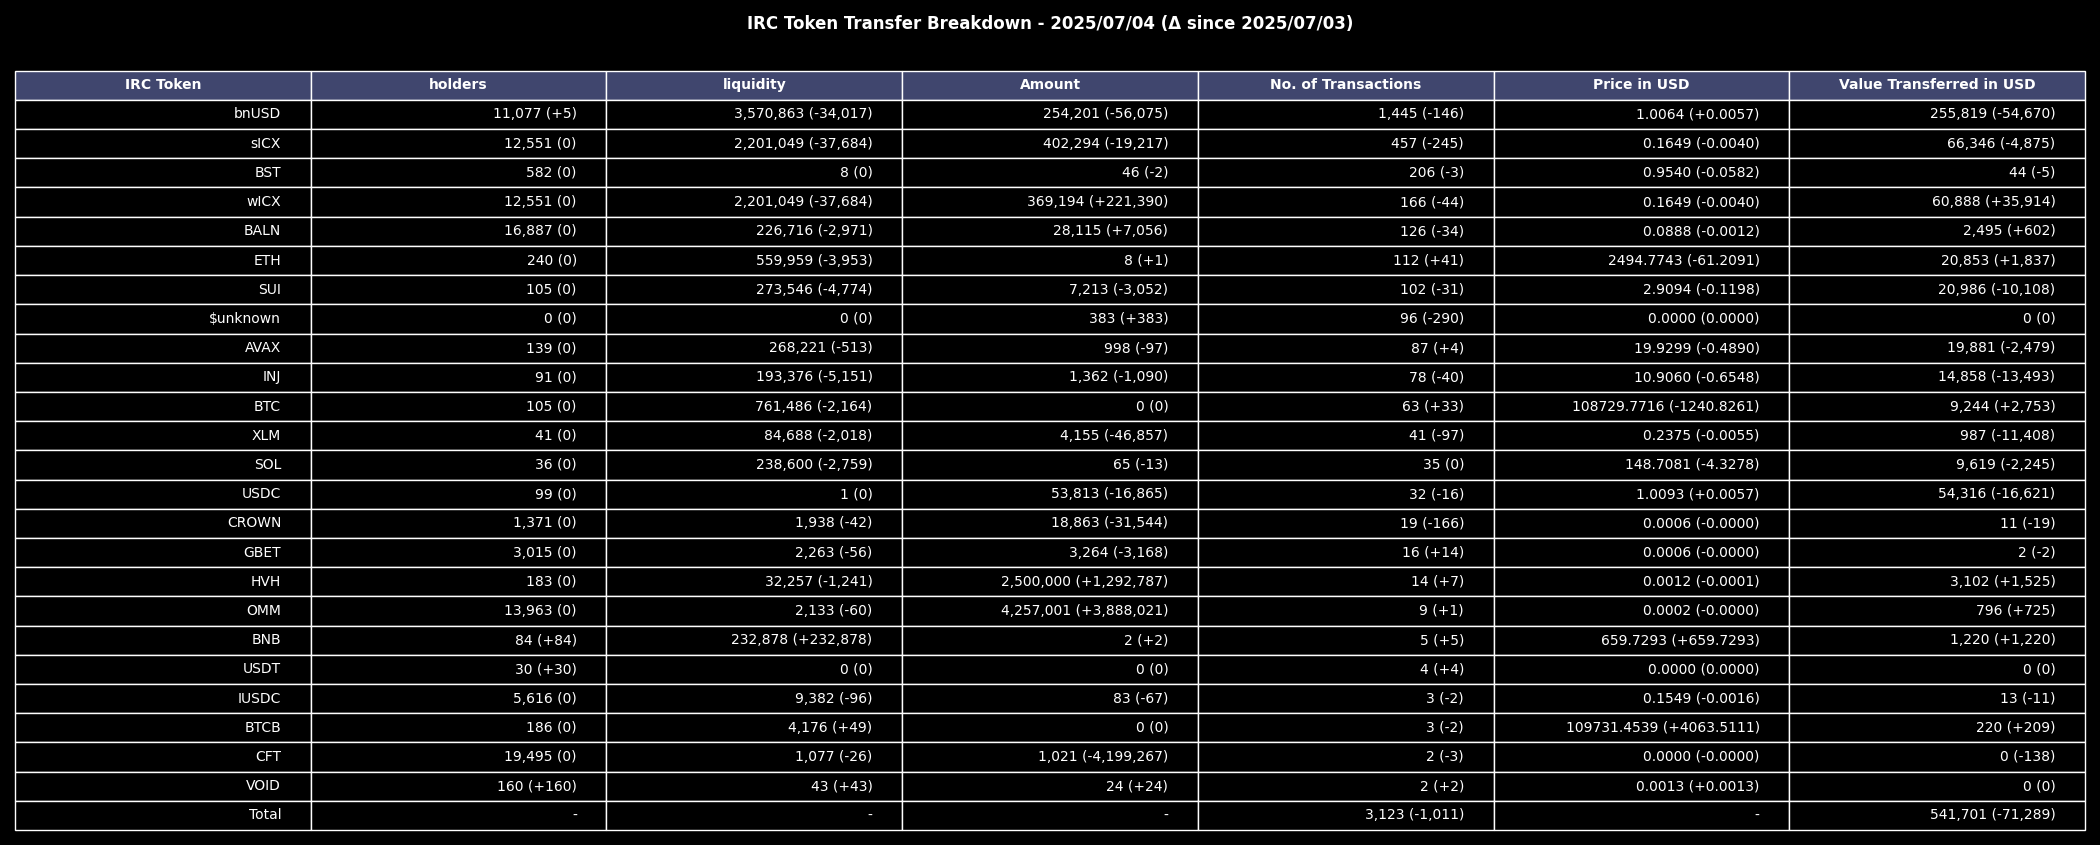 IRC Token Transfer Breakdown - 2025/07/04 (Δ since 2025/07/03)
IRC Token holders liquidity Amount No. of Transactions Price in USD Value Transferred in USD
bnUSD 11,077 (+5) 3,570,863 (-34,017) 254,201 (-56,075) 1,445 (-146) 1.0064 (+0.0057) 255,819 (-54,670)
sICX 12,551 (0) 2,201,049 (-37,684) 402,294 (-19,217) 457 (-245) 0.1649 (-0.0040) 66,346 (-4,875)
BST 582 (0) 8 (0) 46 (-2) 206 (-3) 0.9540 (-0.0582) 44 (-5)
wICX 12,551 (0) 2,201,049 (-37,684) 369,194 (+221,390) 166 (-44) 0.1649 (-0.0040) 60,888 (+35,914)
BALN 16,887 (0) 226,716 (-2,971) 28,115 (+7,056) 126 (-34) 0.0888 (-0.0012) 2,495 (+602)
ETH 240 (0) 559,959 (-3,953) 8 (+1) 112 (+41) 2494.7743 (-61.2091) 20,853 (+1,837)
SUI 105 (0) 273,546 (-4,774) 7,213 (-3,052) 102 (-31) 2.9094 (-0.1198) 20,986 (-10,108)
$unknown 0 (0) 0 (0) 383 (+383) 96 (-290) 0.0000 (0.0000) 0 (0)
AVAX 139 (0) 268,221 (-513) 998 (-97) 87 (+4) 19.9299 (-0.4890) 19,881 (-2,479)
INJ 91 (0) 193,376 (-5,151) 1,362 (-1,090) 78 (-40) 10.9060 (-0.6548) 14,858 (-13,493)
BTC 105 (0) 761,486 (-2,164) 0 (0) 63 (+33) 108729.7716 (-1240.8261) 9,244 (+2,753)
XLM 41 (0) 84,688 (-2,018) 4,155 (-46,857) 41 (-97) 0.2375 (-0.0055) 987 (-11,408)
SOL 36 (0) 238,600 (-2,759) 65 (-13) 35 (0) 148.7081 (-4.3278) 9,619 (-2,245)
USDC 99 (0) 1 (0) 53,813 (-16,865) 32 (-16) 1.0093 (+0.0057) 54,316 (-16,621)
CROWN 1,371 (0) 1,938 (-42) 18,863 (-31,544) 19 (-166) 0.0006 (-0.0000) 11 (-19)
GBET 3,015 (0) 2,263 (-56) 3,264 (-3,168) 16 (+14) 0.0006 (-0.0000) 2 (-2)
HVH 183 (0) 32,257 (-1,241) 2,500,000 (+1,292,787) 14 (+7) 0.0012 (-0.0001) 3,102 (+1,525)
OMM 13,963 (0) 2,133 (-60) 4,257,001 (+3,888,021) 9 (+1) 0.0002 (-0.0000) 796 (+725)
BNB 84 (+84) 232,878 (+232,878) 2 (+2) 5 (+5) 659.7293 (+659.7293) 1,220 (+1,220)
USDT 30 (+30) 0 (0) 0 (0) 4 (+4) 0.0000 (0.0000) 0 (0)
IUSDC 5,616 (0) 9,382 (-96) 83 (-67) 3 (-2) 0.1549 (-0.0016) 13 (-11)
BTCB 186 (0) 4,176 (+49) 0 (0) 3 (-2) 109731.4539 (+4063.5111) 220 (+209)
CFT 19,495 (0) 1,077 (-26) 1,021 (-4,199,267) 2 (-3) 0.0000 (-0.0000) 0 (-138)
VOID 160 (+160) 43 (+43) 24 (+24) 2 (+2) 0.0013 (+0.0013) 0 (0)
Total - - - 3,123 (-1,011) - 541,701 (-71,289)